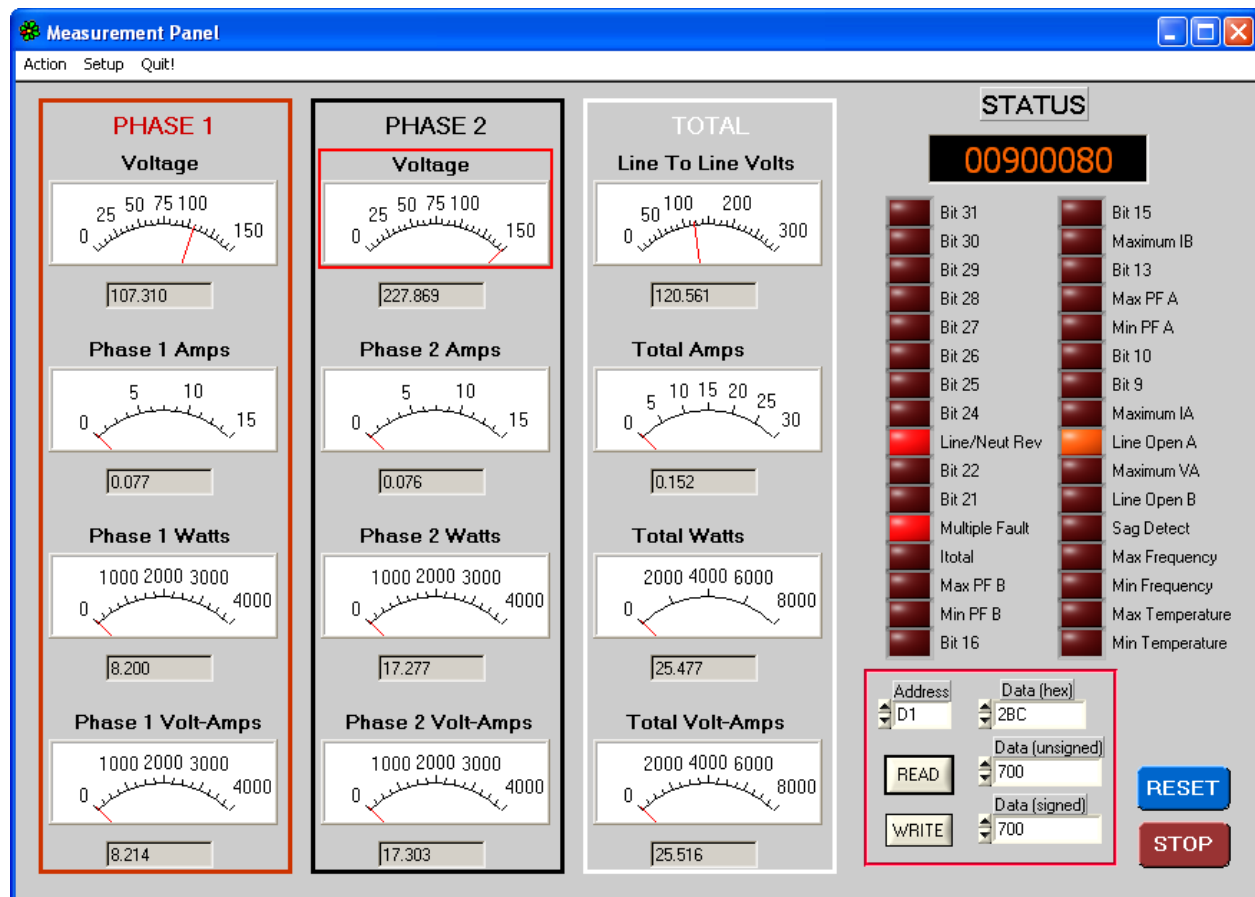 Measurement Panel
Action Setup Quit!
PHASE 1
Voltage
0 25 50 75 100 150
107.310
Phase 1 Amps
0 5 10 15
0.077
Phase 1 Watts
0 1000 2000 3000 4000
8.200
Phase 1 Volt-Amps
0 1000 2000 3000 4000
8.214
PHASE 2
Voltage
0 25 50 75 100 150
227.869
Phase 2 Amps
0 5 10 15
0.076
Phase 2 Watts
0 1000 2000 3000 4000
17.277
Phase 2 Volt-Amps
0 1000 2000 3000 4000
17.303
TOTAL
Line To Line Volts
0 50 100 200 300
120.561
Total Amps
0 5 10 15 20 25 30
0.152
Total Watts
0 2000 4000 6000 8000
25.477
Total Volt-Amps
0 2000 4000 6000 8000
25.516
STATUS
00900080
Bit 31
Bit 30
Bit 29
Bit 28
Bit 27
Bit 26
Bit 25
Bit 24
Line/Neut Rev
Bit 22
Bit 21
Multiple Fault
Itotal
Max PF B
Min PF B
Bit 16
Bit 15
Maximum IB
Bit 13
Max PF A
Min PF A
Bit 10
Bit 9
Maximum IA
Line Open A
Maximum VA
Line Open B
Sag Detect
Max Frequency
Min Frequency
Max Temperature
Min Temperature
Address
D1
Data (hex)
2BC
READ
Data (unsigned)
700
WRITE
Data (signed)
700
RESET
STOP